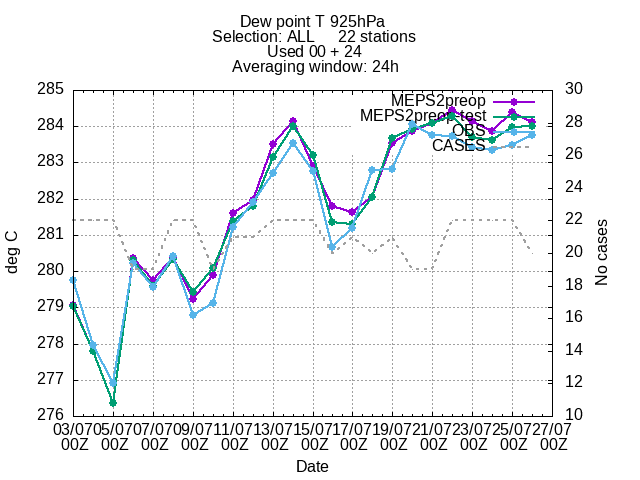 Dew point T 925hPa
Selection: ALL 22 stations
Used 00 + 24
Averaging window: 24h
285 30
MEPS2preop
284 MEPS2preop_test 28
OBS
CASES
283 26
24
282 22
281 20
deg C No cases
280 18
279 16
278 14
277 12
276 10
03/07 05/07 07/07 09/07 11/07 13/07 15/07 17/07 19/07 21/07 23/07 25/07 27/07
00Z 00Z 00Z 00Z 00Z 00Z 00Z 00Z 00Z 00Z 00Z 00Z 00Z
Date